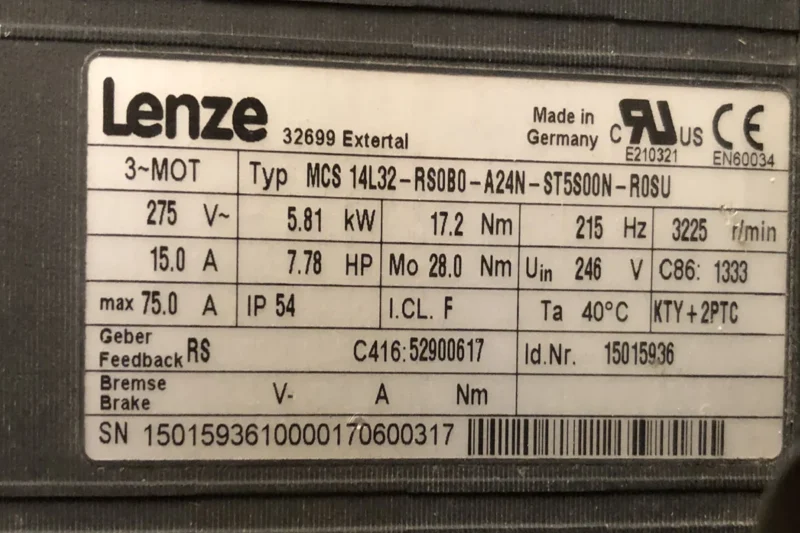 Lenze 32699 Extertal Made in Germany c RU US E210321 CE EN60034
3~MOT Typ MCS 14L32-RS0B0-A24N-ST5S00N-R0SU
275 V~ 5.81 kW 17.2 Nm 215 Hz 3225 r/min
15.0 A 7.78 HP Mo 28.0 Nm Uin 246 V C86: 1333
max 75.0 A IP 54 I.CL. F Ta 40°C KTY+2PTC
Geber
Feedback RS C416:52900617 Id.Nr. 15015936
Bremse
Brake V- A Nm
SN 1501593610000170600317